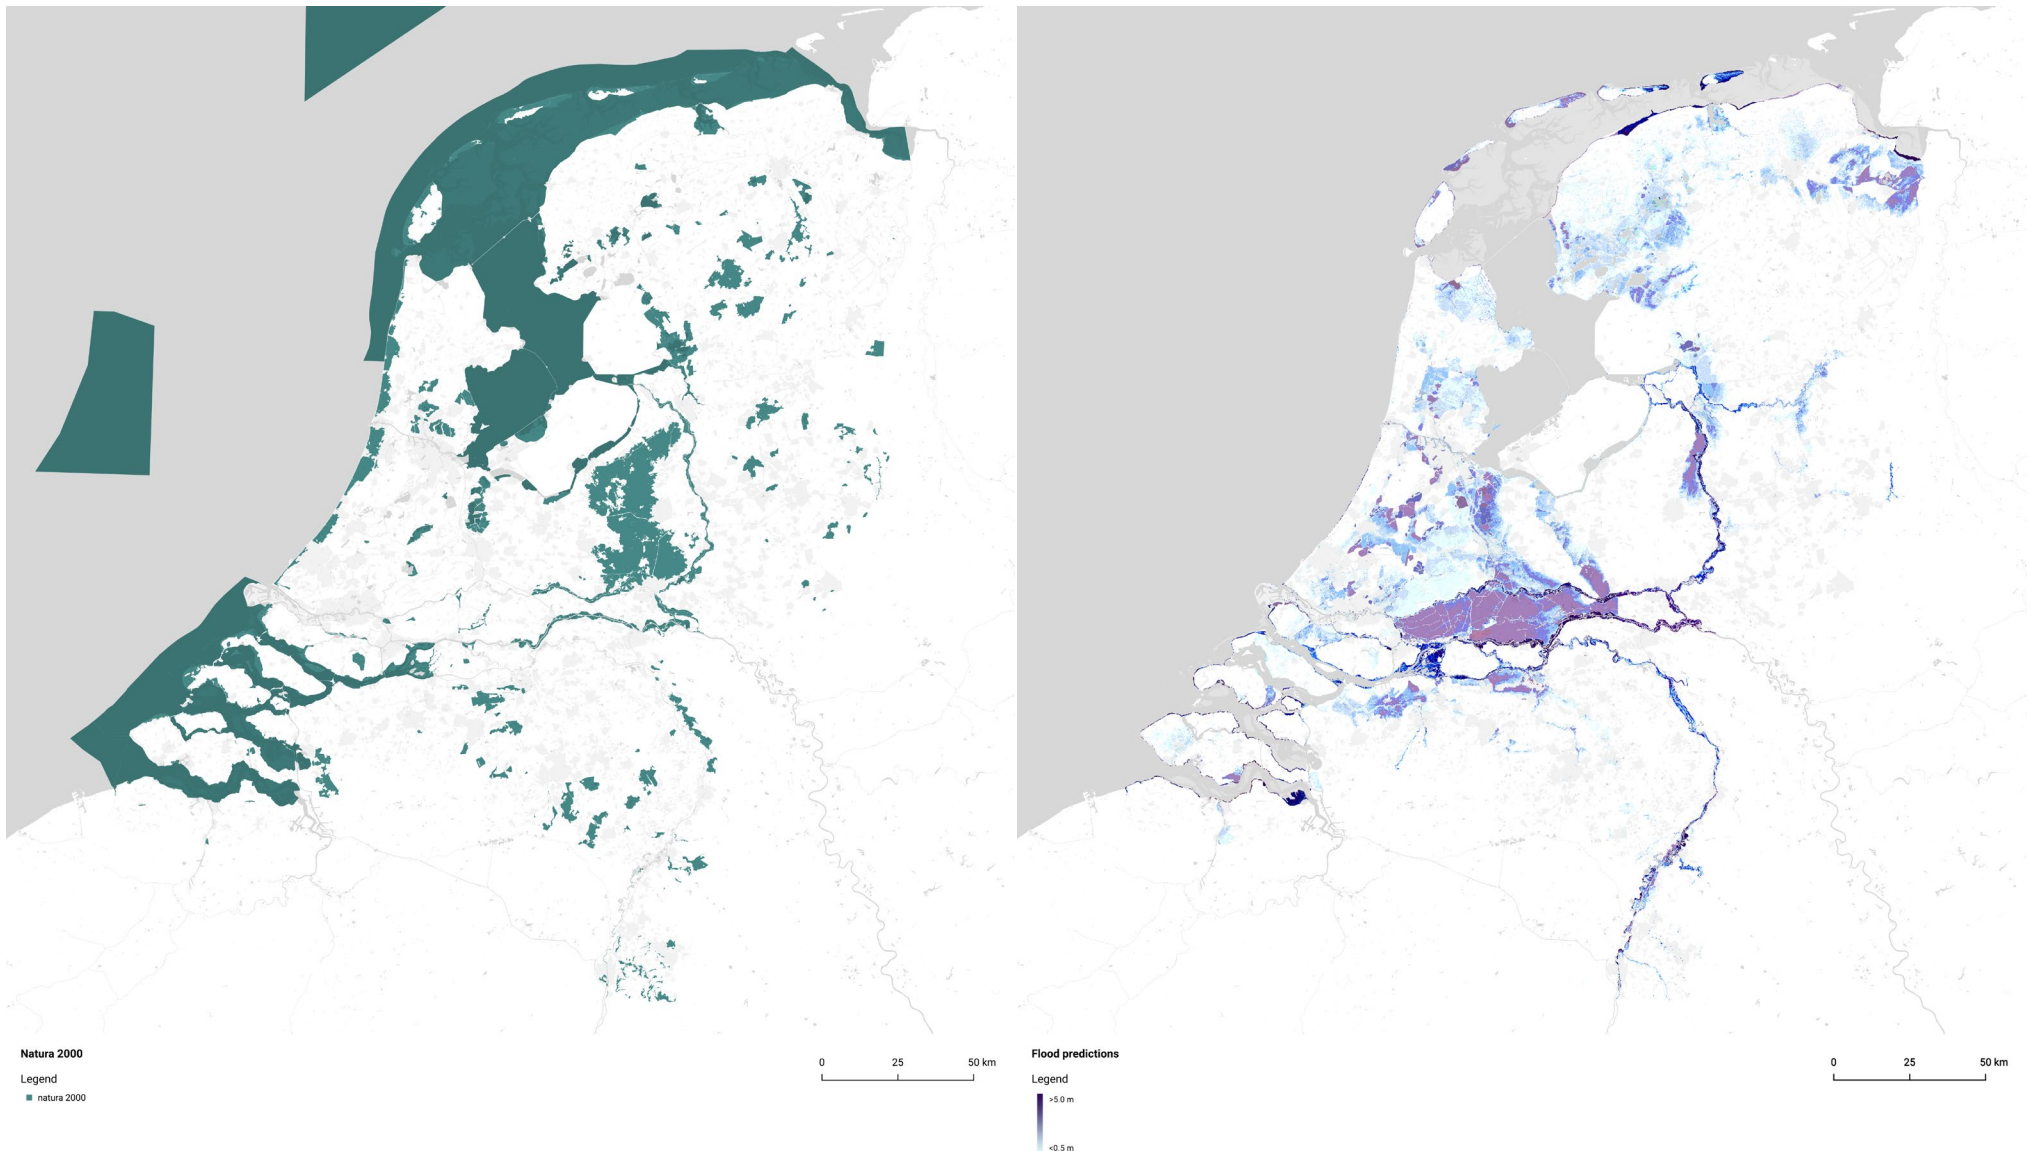 Natura 2000
Legend
natura 2000
0 25 50 km
Flood predictions
Legend
>5.0 m
<0.5 m
0 25 50 km